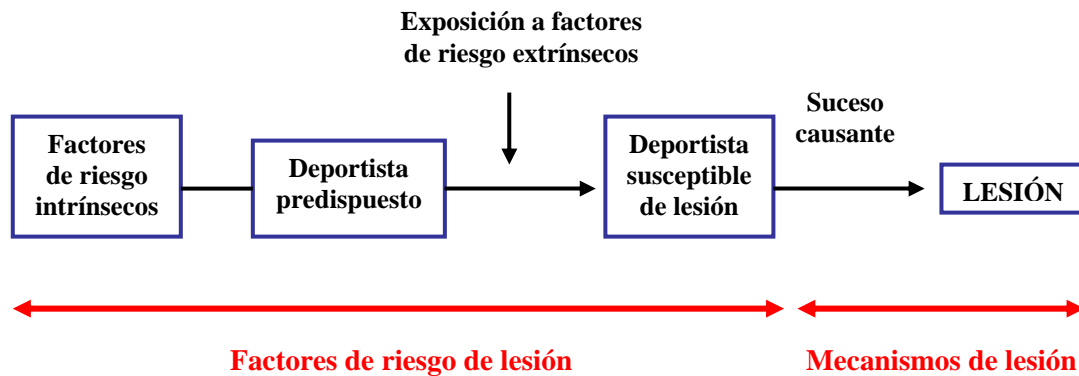 Exposición a factores
de riesgo extrínsecos
Factores
de riesgo
intrínsecos
Deportista
predispuesto
Deportista
susceptible
de lesión
Suceso
causante
LESIÓN
Factores de riesgo de lesión
Mecanismos de lesión